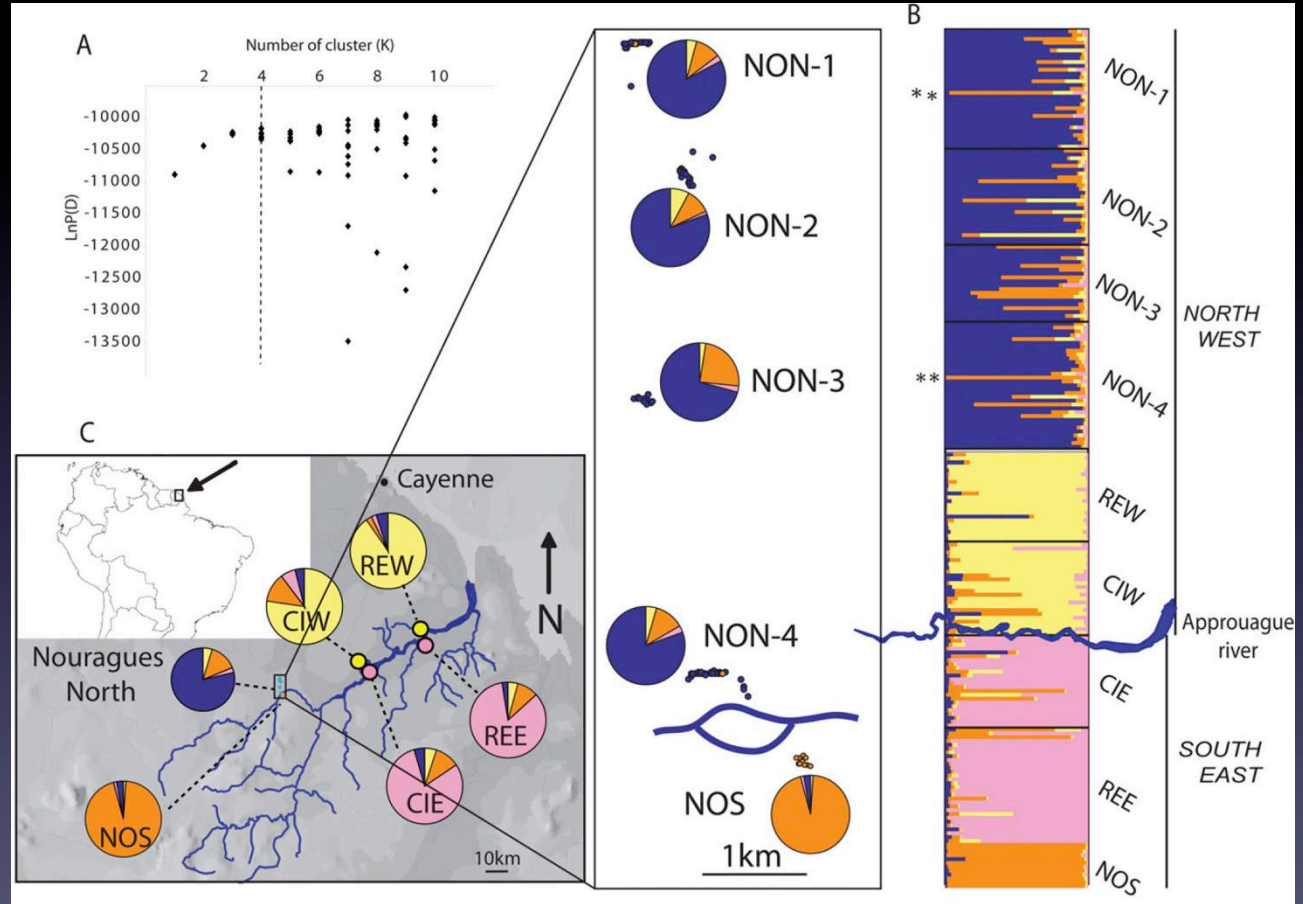 A
Number of cluster (K)
2 4 6 8 10
LnP(D)
-10000
-10500
-11000
-11500
-12000
-12500
-13000
-13500
C
Cayenne
REW
CIW
N
Nouragues
North
REE
CIE
NOS
10km
NON-1
NON-2
NON-3
NON-4
NOS
1km
B
**
**
NON-1
NON-2
NON-3
NON-4
REW
CIW
CIE
REE
NOS
NORTH
WEST
Approuague
river
SOUTH
EAST